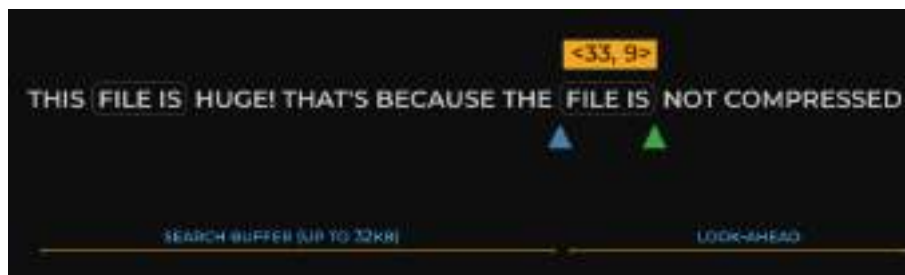 <33, 9>
THIS FILE IS HUGE! THAT'S BECAUSE THE FILE IS NOT COMPRESSED
SEARCH BUFFER (UP TO 32KB) LOOK-AHEAD